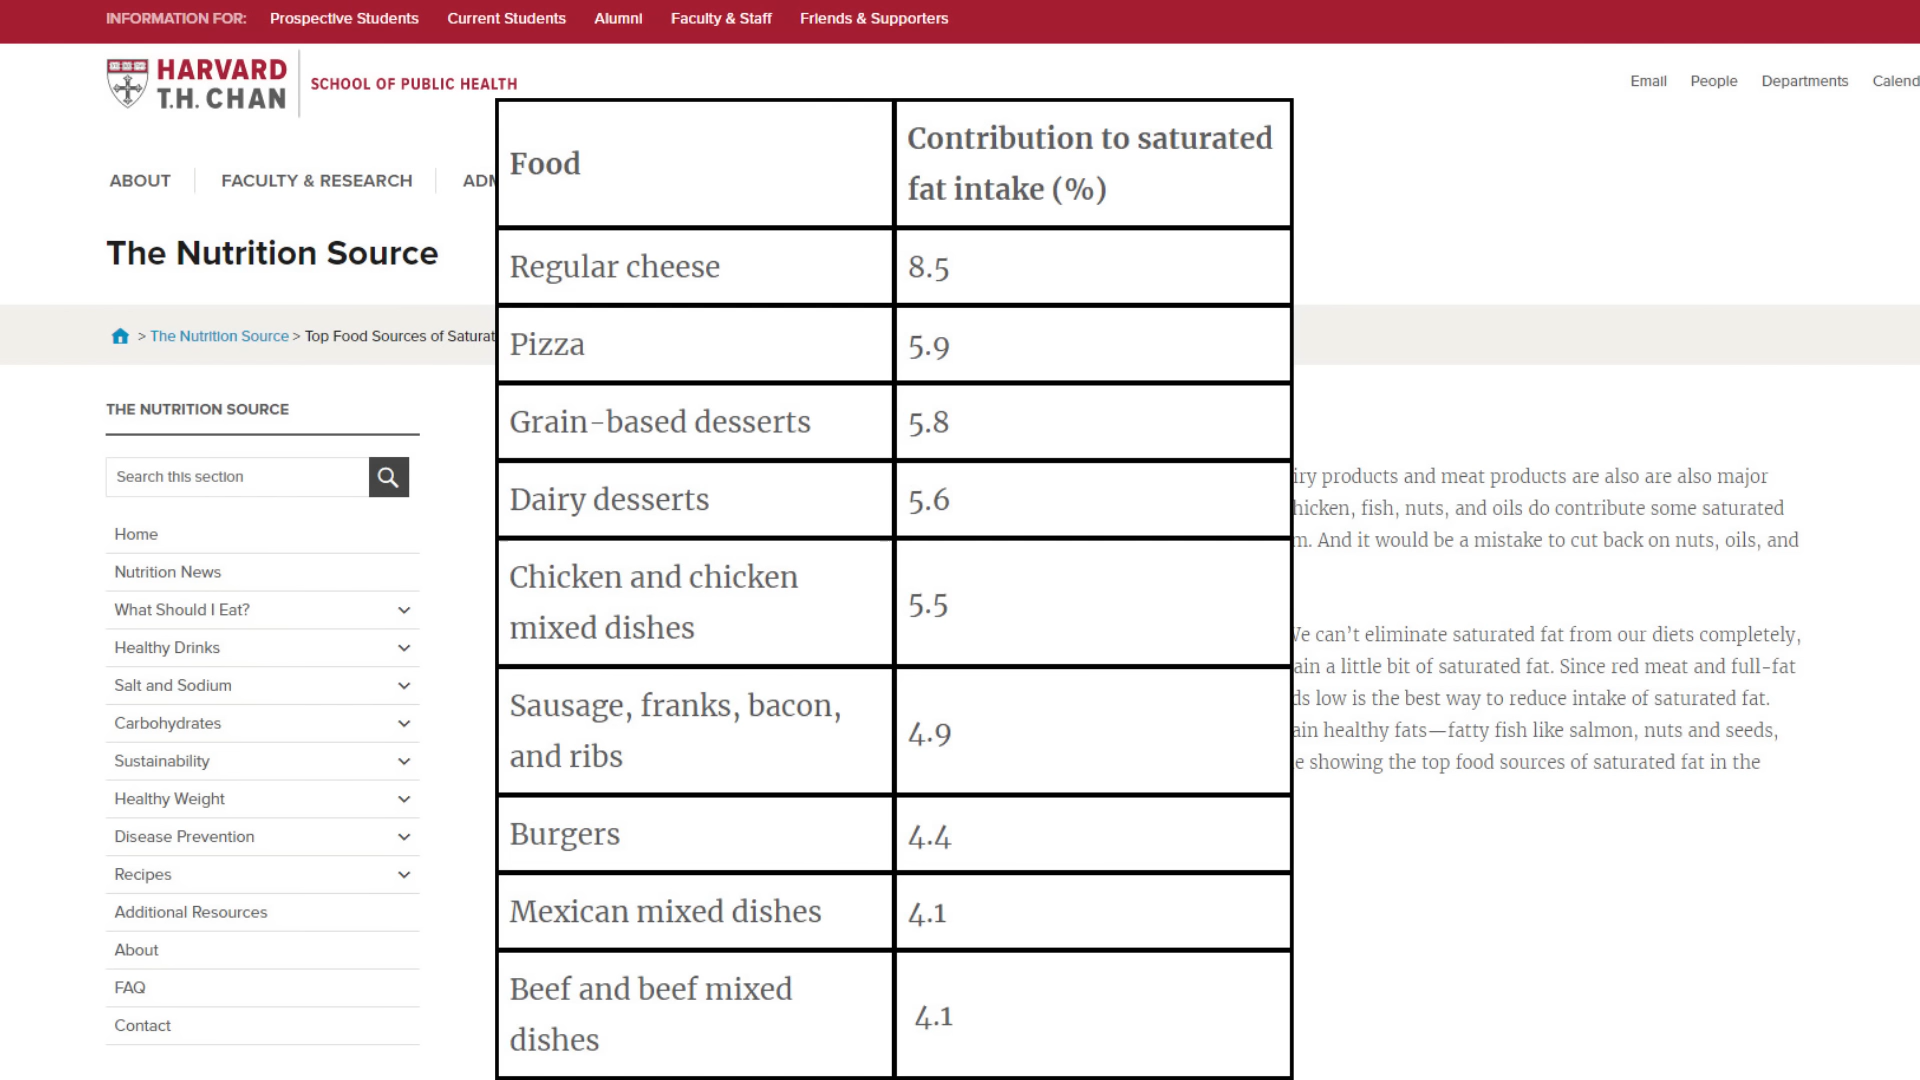 INFORMATION FOR: Prospective Students Current Students Alumni Faculty & Staff Friends & Supporters
HARVARD
T.H. CHAN
SCHOOL OF PUBLIC HEALTH
Email People Departments
ABOUT FACULTY & RESEARCH
The Nutrition Source
> The Nutrition Source > Top Food Sources of
THE NUTRITION SOURCE
Search this section
Home
Nutrition News
What Should I Eat?
Healthy Drinks
Salt and Sodium
Carbohydrates
Sustainability
Healthy Weight
Disease Prevention
Recipes
Additional Resources
About
FAQ
Contact
Food Contribution to saturated
fat intake (%)
Regular cheese 8.5
Pizza 5.9
Grain-based desserts 5.8
Dairy desserts 5.6
Chicken and chicken
mixed dishes 5.5
Sausage, franks, bacon,
and ribs 4.9
Burgers 4.4
Mexican mixed dishes 4.1
Beef and beef mixed
dishes 4.1
products and meat products are also are also major
fish, nuts, and oils do contribute some saturated
And it would be a mistake to cut back on nuts, oils, and
can’t eliminate saturated fat from our diets completely,
a little bit of saturated fat. Since red meat and full-fat
low is the best way to reduce intake of saturated fat.
healthy fats—fatty fish like salmon, nuts and seeds,
showing the top food sources of saturated fat in the